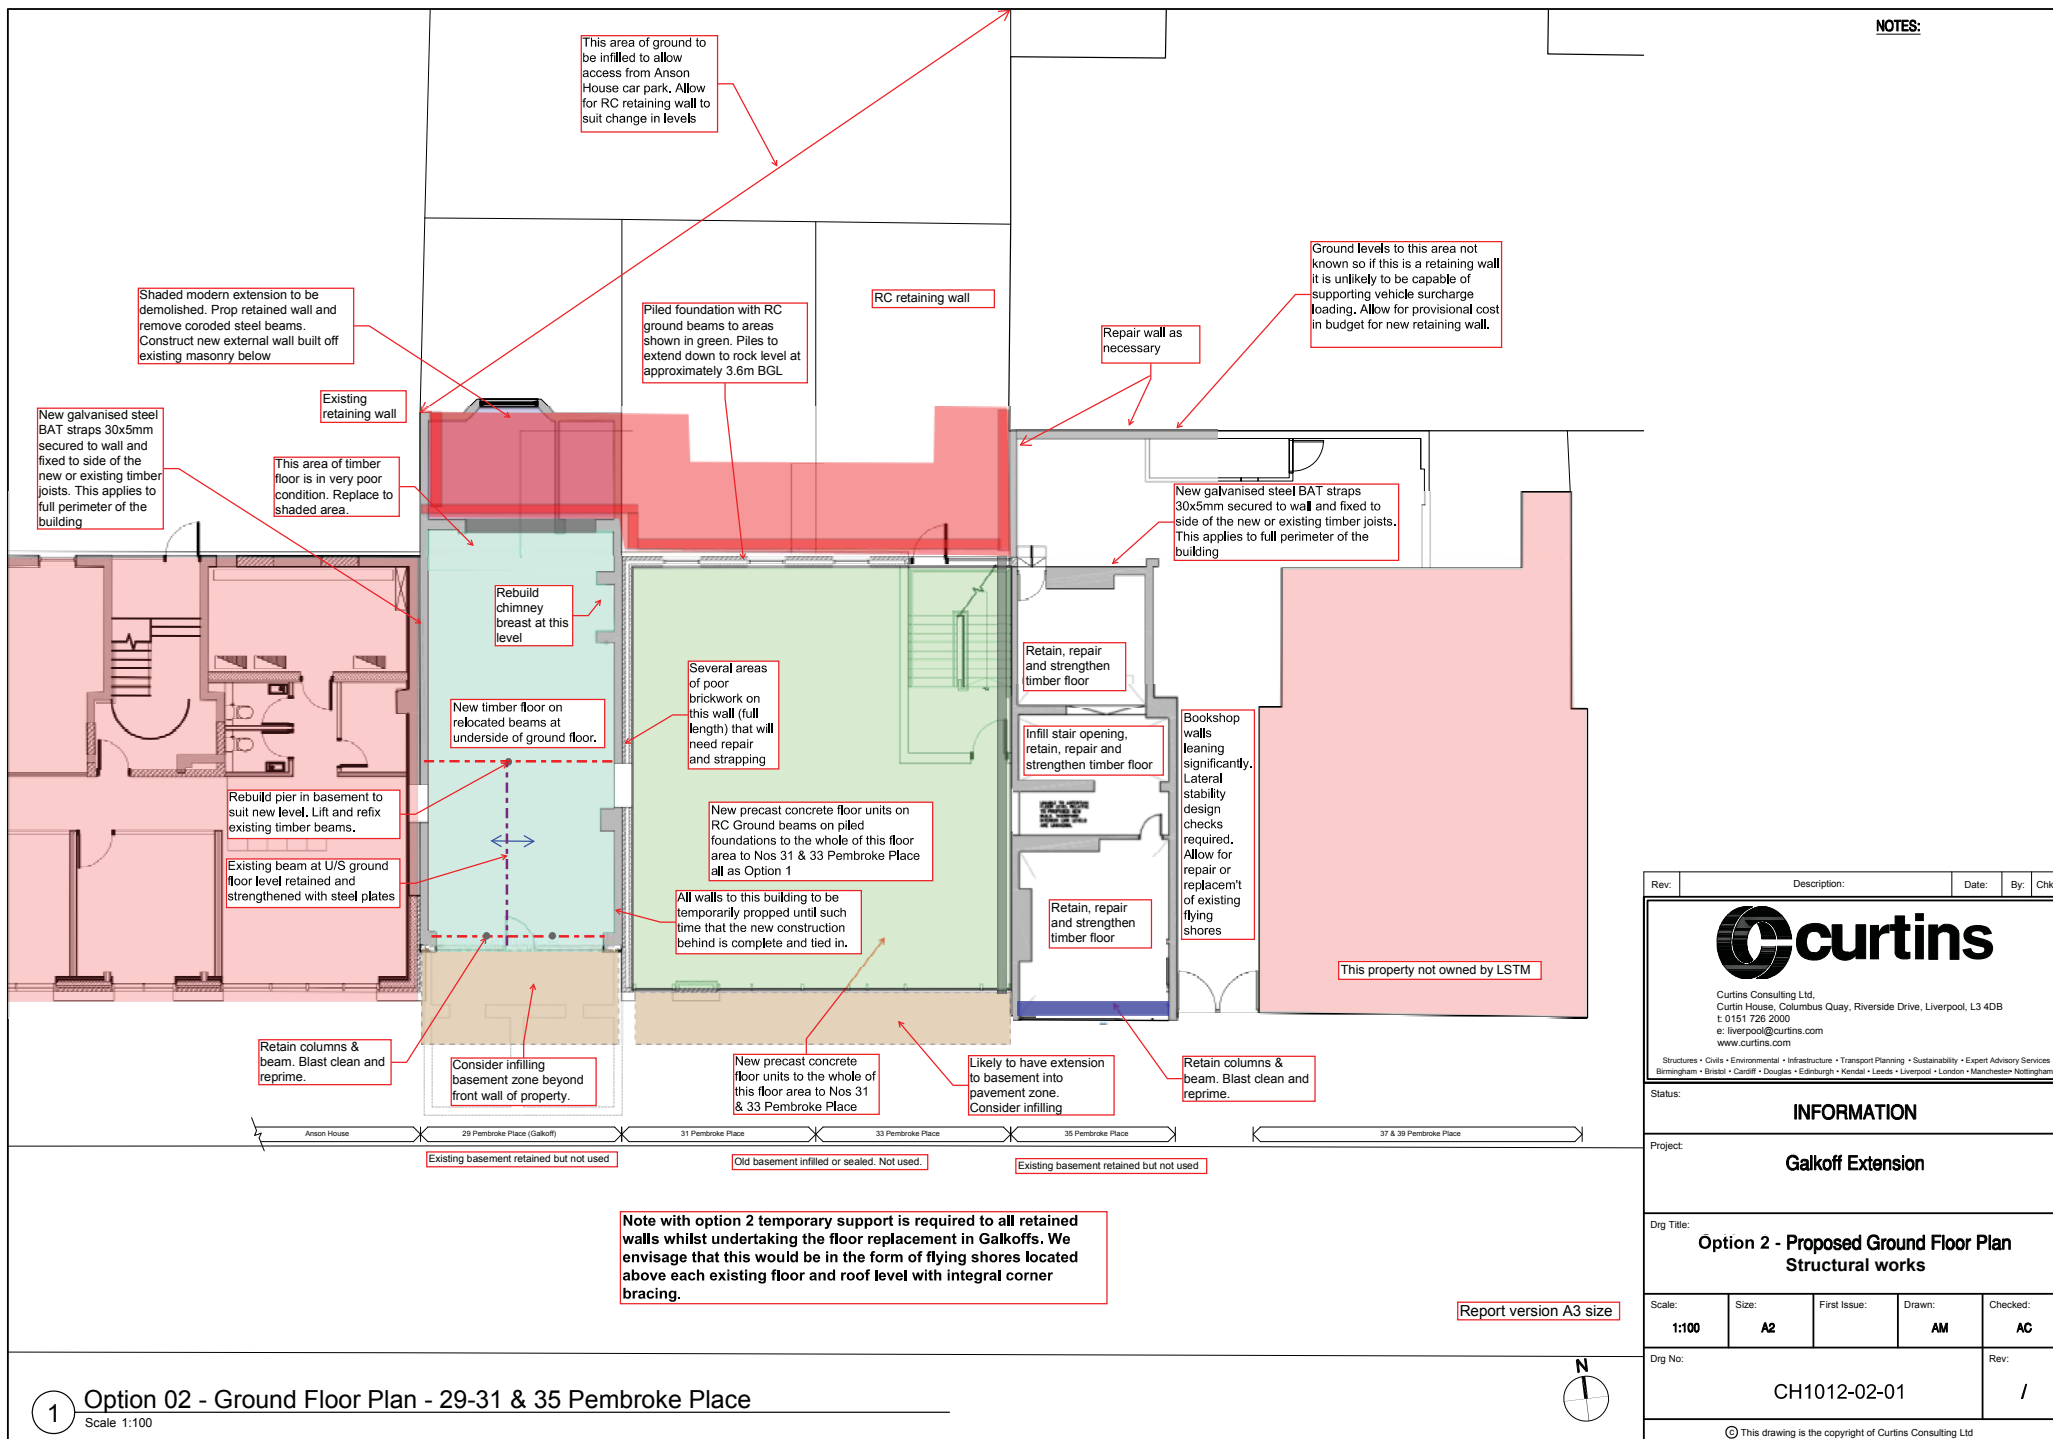 NOTES:
This area of ground to
be infilled to allow
access from Anson
House car park. Allow
for RC retaining wall to
suit change in levels
Ground levels to this area not
known so if this is a retaining wall
it is unlikely to be capable of
supporting vehicle surcharge
loading. Allow for provisional cost
in budget for new retaining wall.
Shaded modern extension to be
demolished. Prop retained wall and
remove coroded steel beams.
Construct new external wall built off
existing masonry below
RC retaining wall
Piled foundation with RC
ground beams to areas
shown in green. Piles to
extend down to rock level at
approximately 3.6m BGL
Repair wall as
necessary
Existing
retaining wall
New galvanised steel
BAT straps 30x5mm
secured to wall and
fixed to side of the
new or existing timber
joists. This applies to
full perimeter of the
building
This area of timber
floor is in very poor
condition. Replace to
shaded area.
New galvanised steel BAT straps
30x5mm secured to wall and fixed to
side of the new or existing timber joists.
This applies to full perimeter of the
building
Rebuild
chimney
breast at this
level
Retain, repair
and strengthen
timber floor
Several areas
of poor
brickwork on
this wall (full
length) that will
need repair
and strapping
New timber floor on
relocated beams at
underside of ground floor.
Infill stair opening,
retain, repair and
strengthen timber floor
Bookshop
walls
leaning
significantly.
Lateral
stability
design
checks
required.
Allow for
repair or
replacem't
of existing
flying
shores
Rebuild pier in basement to
suit new level. Lift and refix
existing timber beams.
New precast concrete floor units on
RC Ground beams on piled
foundations to the whole of this floor
area to Nos 31 & 33 Pembroke Place
all as Option 1
Existing beam at U/S ground
floor level retained and
strengthened with steel plates
All walls to this building to be
temporarily propped until such
time that the new construction
behind is complete and tied in.
Retain, repair
and strengthen
timber floor
This property not owned by LSTM
Retain columns &
beam. Blast clean and
reprime.
Consider infilling
basement zone beyond
front wall of property.
New precast concrete
floor units to the whole of
this floor area to Nos 31
& 33 Pembroke Place
Likely to have extension
to basement into
pavement zone.
Consider infilling
Retain columns &
beam. Blast clean and
reprime.
Anson House
29 Pembroke Place (Galkoff)
31 Pembroke Place
33 Pembroke Place
35 Pembroke Place
37 & 39 Pembroke Place
Existing basement retained but not used
Old basement infilled or sealed. Not used.
Existing basement retained but not used
Note with option 2 temporary support is required to all retained
walls whilst undertaking the floor replacement in Galkoffs. We
envisage that this would be in the form of flying shores located
above each existing floor and roof level with integral corner
bracing.
Report version A3 size
1
Option 02 - Ground Floor Plan - 29-31 & 35 Pembroke Place
Scale 1:100
N
Rev: Description: Date: By: Chk
curtins
Curtins Consulting Ltd,
Curtin House, Columbus Quay, Riverside Drive, Liverpool, L3 4DB
t: 0151 726 2000
e: liverpool@curtins.com
www.curtins.com
Structures • Civils • Environmental • Infrastructure • Transport Planning • Sustainability • Expert Advisory Services
Birmingham • Bristol • Cardiff • Douglas • Edinburgh • Kendal • Leeds • Liverpool • London • Manchester• Nottingham
Status:
INFORMATION
Project:
Galkoff Extension
Drg Title:
Option 2 - Proposed Ground Floor Plan
Structural works
Scale: Size: First Issue: Drawn: Checked:
1:100 A2 AM AC
Drg No: Rev:
CH1012-02-01 /
© This drawing is the copyright of Curtins Consulting Ltd